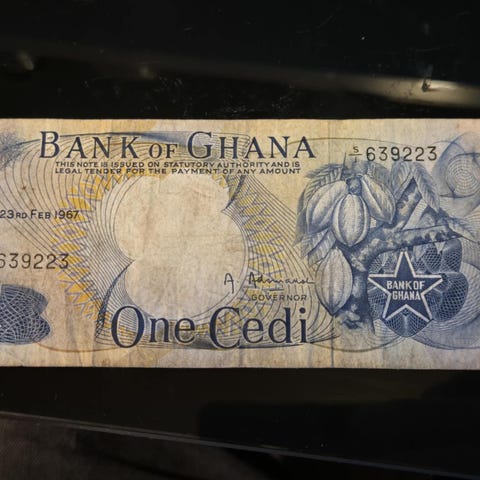 BANK OF GHANA
THIS NOTE IS ISSUED ON STATUTORY AUTHORITY AND IS
LEGAL TENDER FOR THE PAYMENT OF ANY AMOUNT
S/1 639223
23RD FEB 1967
639223
GOVERNOR
BANK OF
GHANA
One Cedi